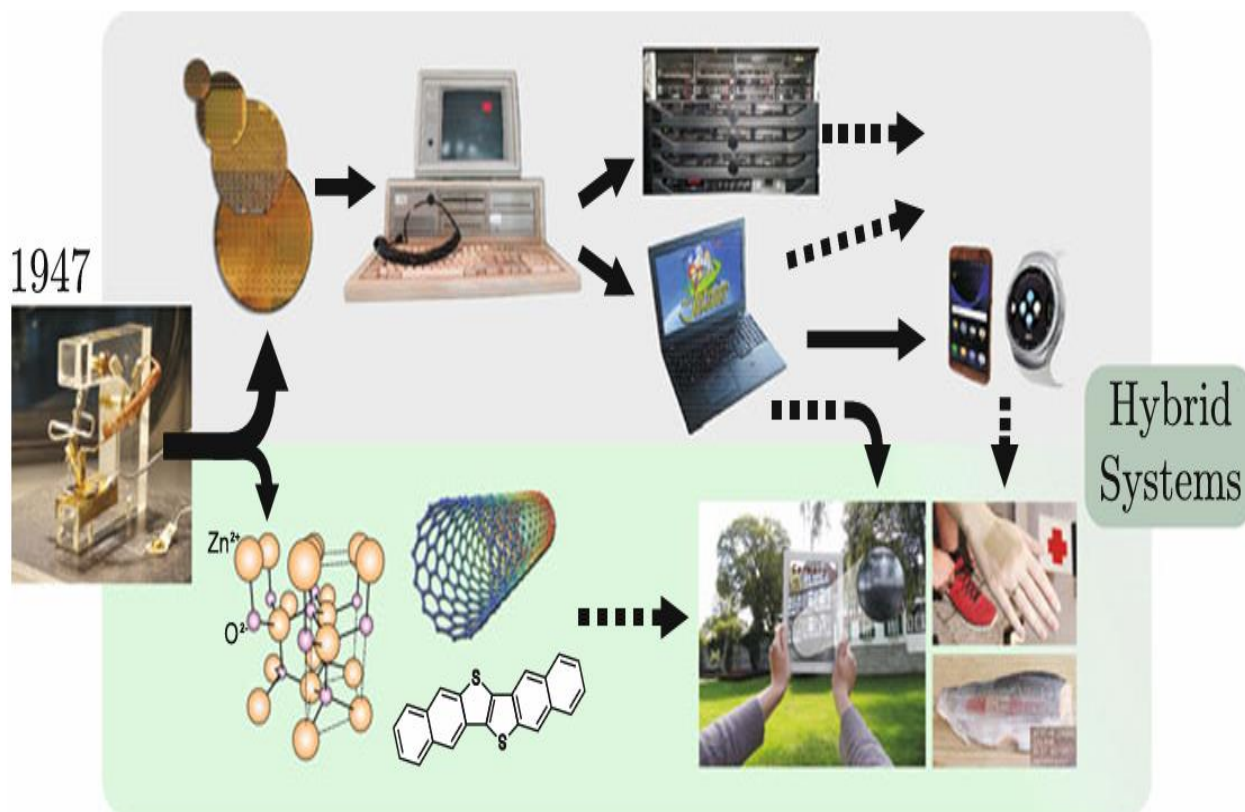 1947
Hybrid
Systems
Zn²⁺
O²⁻
S
S